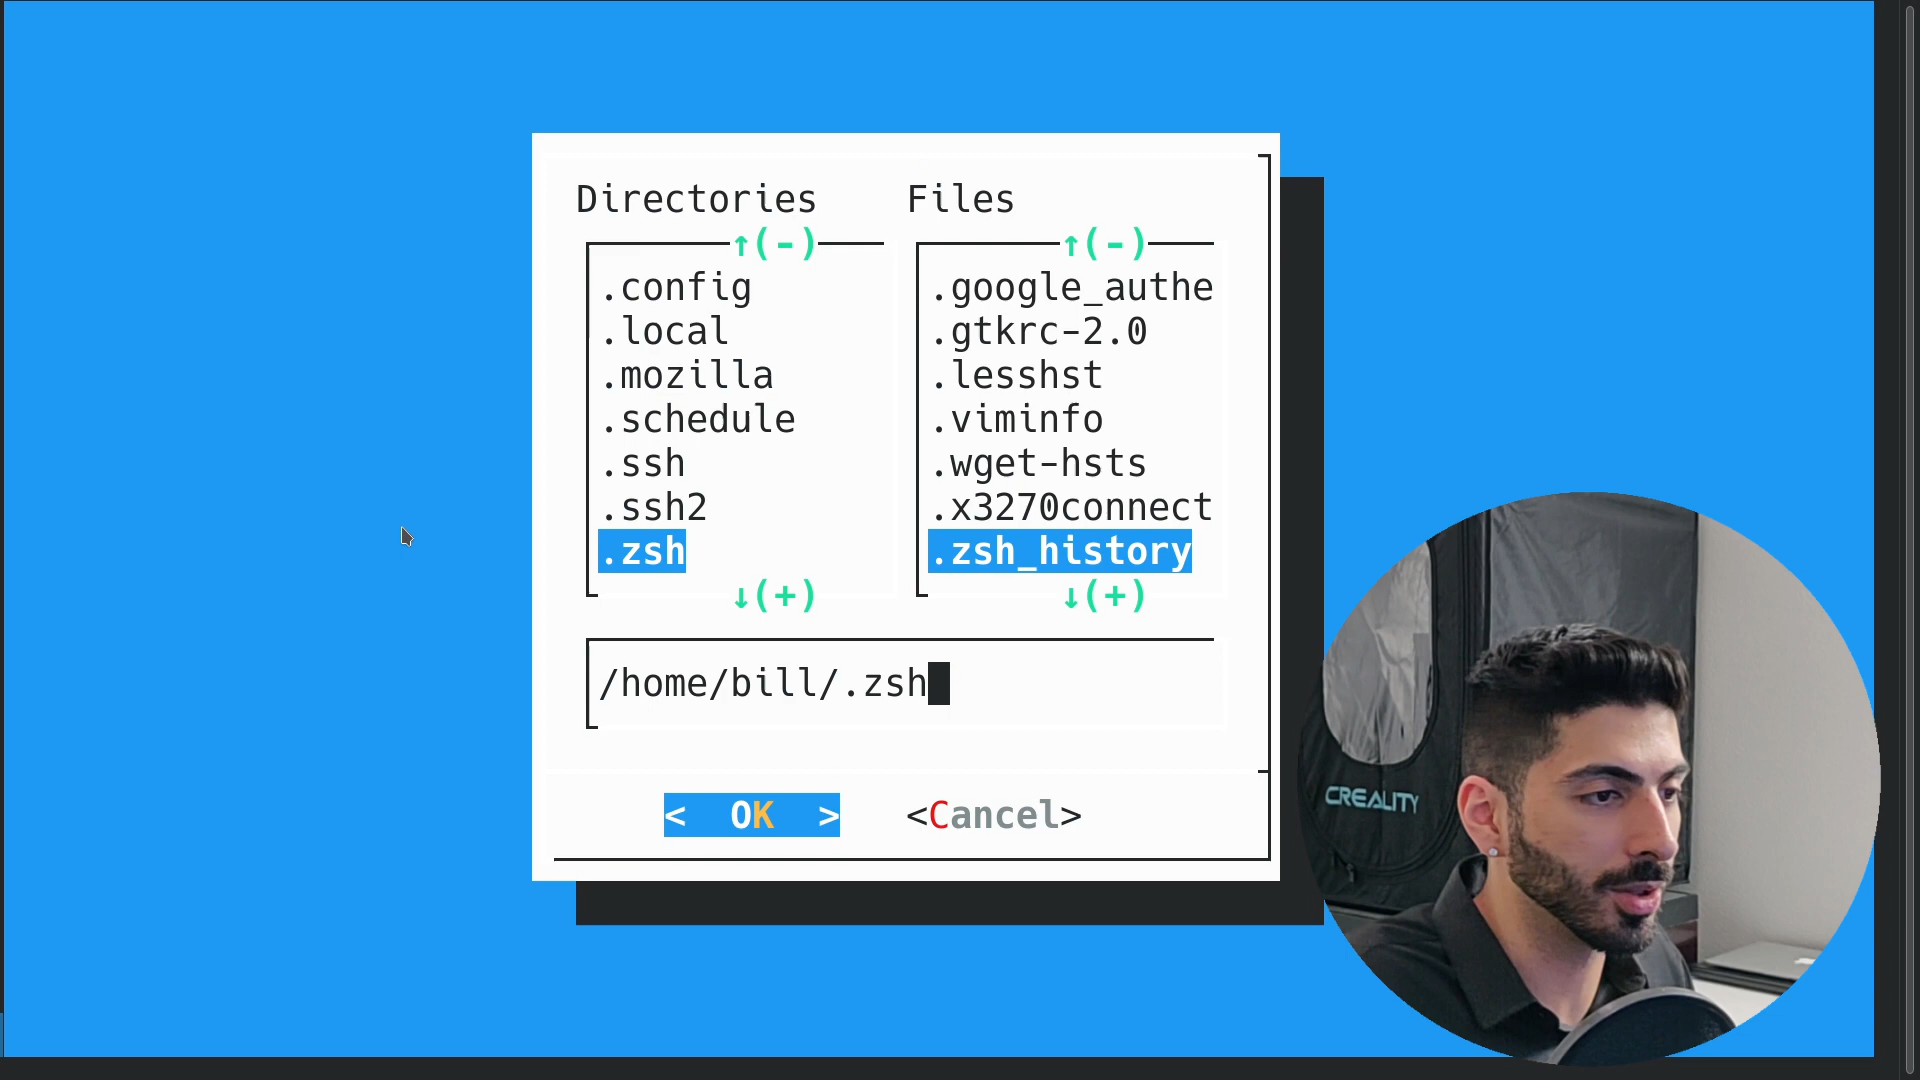 Directories
Files
↑(-)
.config
.local
.mozilla
.schedule
.ssh
.ssh2
.zsh
↓(+)
↑(-)
.google_authe
.gtkrc-2.0
.lesshst
.viminfo
.wget-hsts
.x3270connect
.zsh_history
↓(+)
/home/bill/.zsh
< OK >
<Cancel>
CREALITY